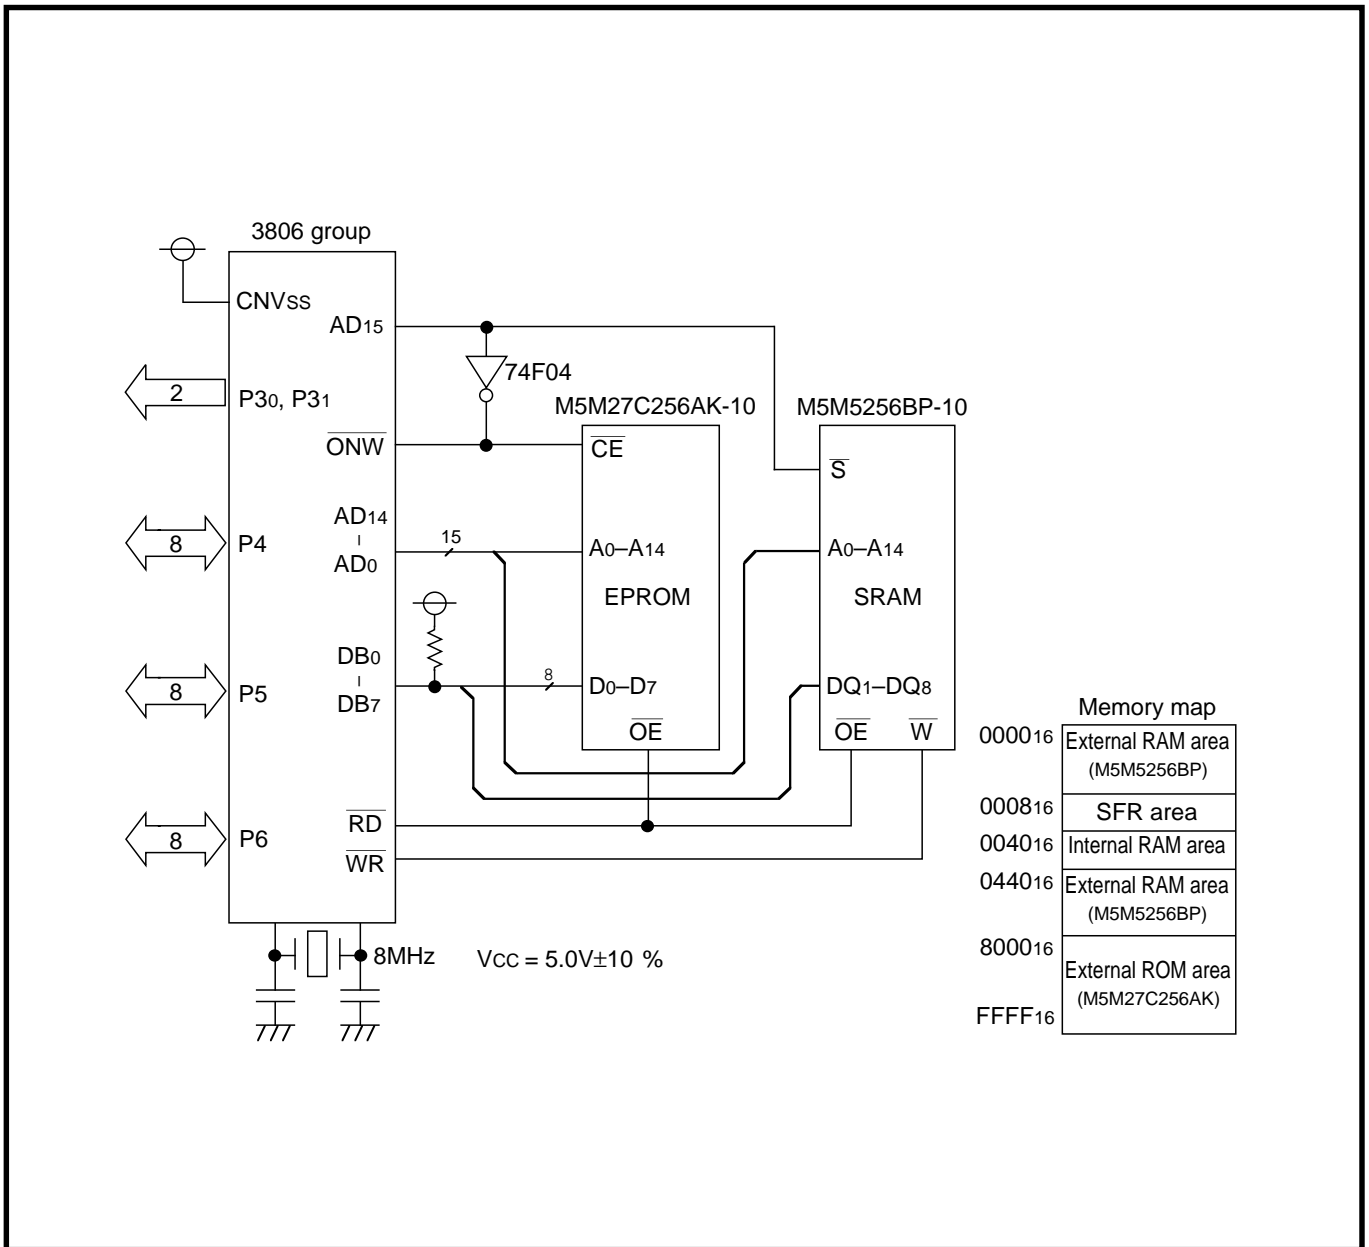 3806 group
CNVSS
AD15
74F04
2
P30, P31
M5M27C256AK-10
M5M5256BP-10
ONW
CE
S
AD14
AD0
15
A0–A14
A0–A14
8
P4
EPROM
SRAM
DB0
DB7
8
D0–D7
DQ1–DQ8
8
P5
OE
OE
W
RD
WR
8
P6
8MHz
VCC = 5.0V±10 %
Memory map
000016
External RAM area
(M5M5256BP)
000816
SFR area
004016
Internal RAM area
044016
External RAM area
(M5M5256BP)
800016
External ROM area
(M5M27C256AK)
FFFF16